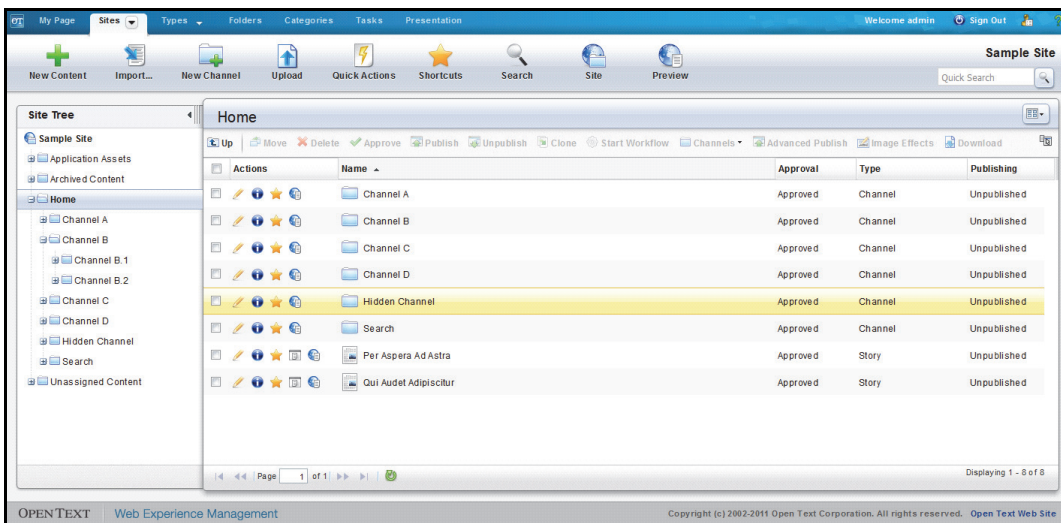 OT My Page Sites Types Folders Categories Tasks Presentation Welcome admin Sign Out
New Content Import... New Channel Upload Quick Actions Shortcuts Search Site Preview
Sample Site
Quick Search
Site Tree
Sample Site
Application Assets
Archived Content
Home
Channel A
Channel B
Channel B.1
Channel B.2
Channel C
Channel D
Hidden Channel
Search
Unassigned Content
Home
Up Move Delete Approve Publish Unpublish Clone Start Workflow Channels Advanced Publish Image Effects Download
Actions Name Approval Type Publishing
Channel A Approved Channel Unpublished
Channel B Approved Channel Unpublished
Channel C Approved Channel Unpublished
Channel D Approved Channel Unpublished
Hidden Channel Approved Channel Unpublished
Search Approved Channel Unpublished
Per Aspera Ad Astra Approved Story Unpublished
Qui Audet Adipiscitur Approved Story Unpublished
Page 1 of 1 Displaying 1 - 8 of 8
OPEN TEXT Web Experience Management Copyright (c) 2002-2011 Open Text Corporation. All rights reserved. Open Text Web Site